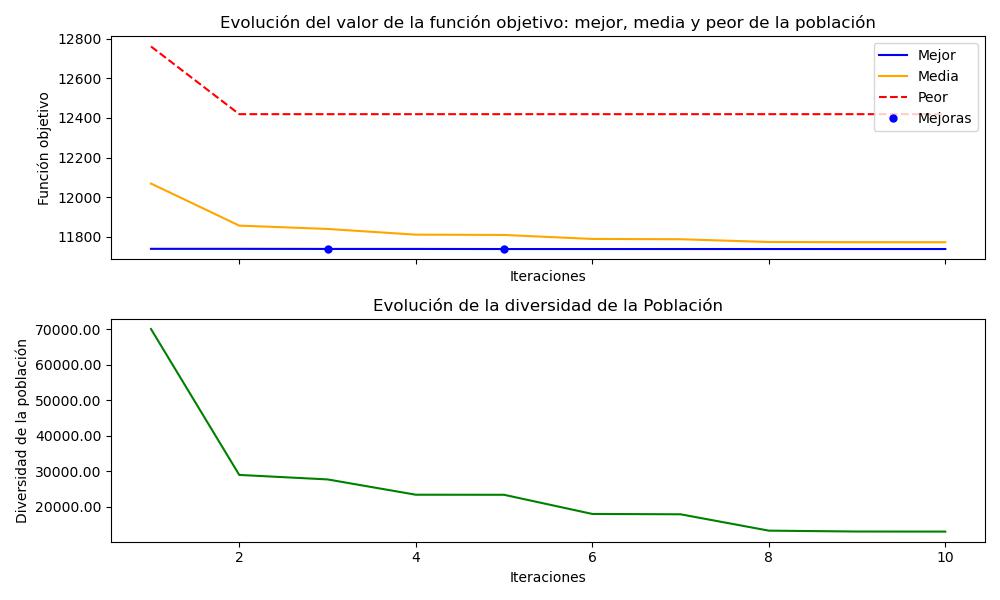 Evolución del valor de la función objetivo: mejor, media y peor de la población
12800
12600
12400
12200
12000
11800
Función objetivo
Mejor
Media
Peor
Mejoras
Iteraciones
Evolución de la diversidad de la Población
70000.00
60000.00
50000.00
40000.00
30000.00
20000.00
Diversidad de la población
2 4 6 8 10
Iteraciones